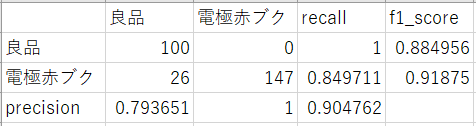 良品 電極赤ブク recall f1_score
良品 100 0 1 0.884956
電極赤ブク 26 147 0.849711 0.91875
precision 0.793651 1 0.904762